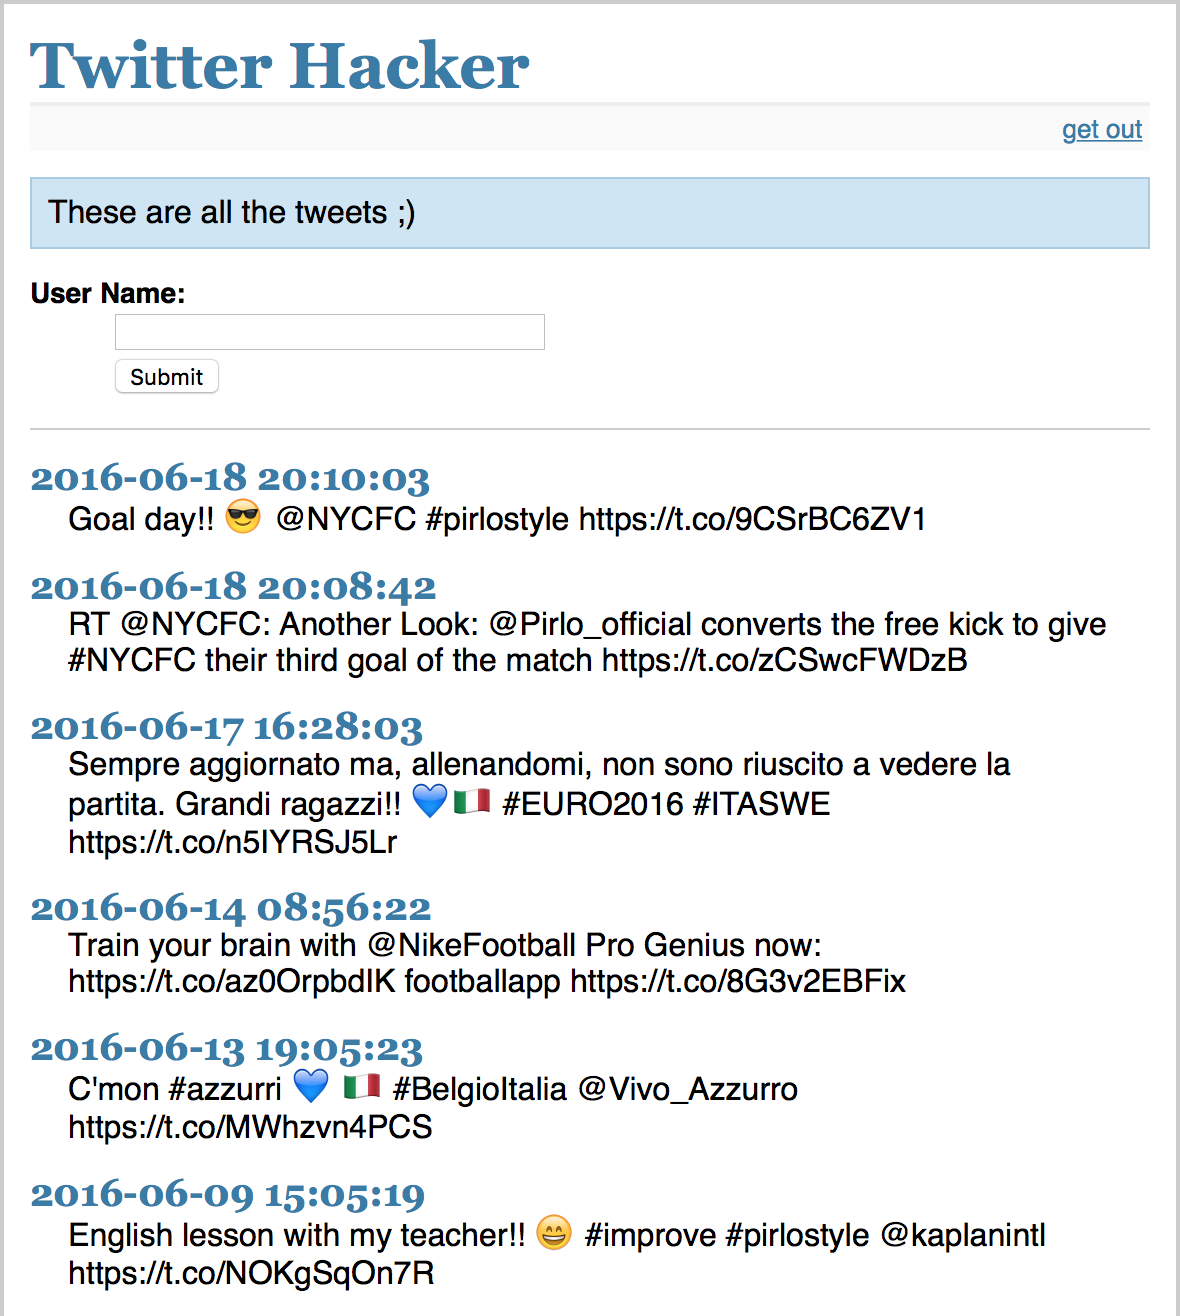 Twitter Hacker
get out
These are all the tweets ;)
User Name:
Submit
2016-06-18 20:10:03
Goal day!! 😎 @NYCFC #pirlostyle https://t.co/9CSrBC6ZV1
2016-06-18 20:08:42
RT @NYCFC: Another Look: @Pirlo_official converts the free kick to give
#NYCFC their third goal of the match https://t.co/zCSwcFWDzB
2016-06-17 16:28:03
Sempre aggiornato ma, allenandomi, non sono riuscito a vedere la
partita. Grandi ragazzi!! 💙🇮🇹 #EURO2016 #ITASWE
https://t.co/n5IYRSJ5Lr
2016-06-14 08:56:22
Train your brain with @NikeFootball Pro Genius now:
https://t.co/az0OrpbdIK footballapp https://t.co/8G3v2EBFix
2016-06-13 19:05:23
C'mon #azzurri 💙 🇮🇹 #BelgioItalia @Vivo_Azzurro
https://t.co/MWhzvn4PCS
2016-06-09 15:05:19
English lesson with my teacher!! 😄 #improve #pirlostyle @kaplanintl
https://t.co/NOKgSqOn7R